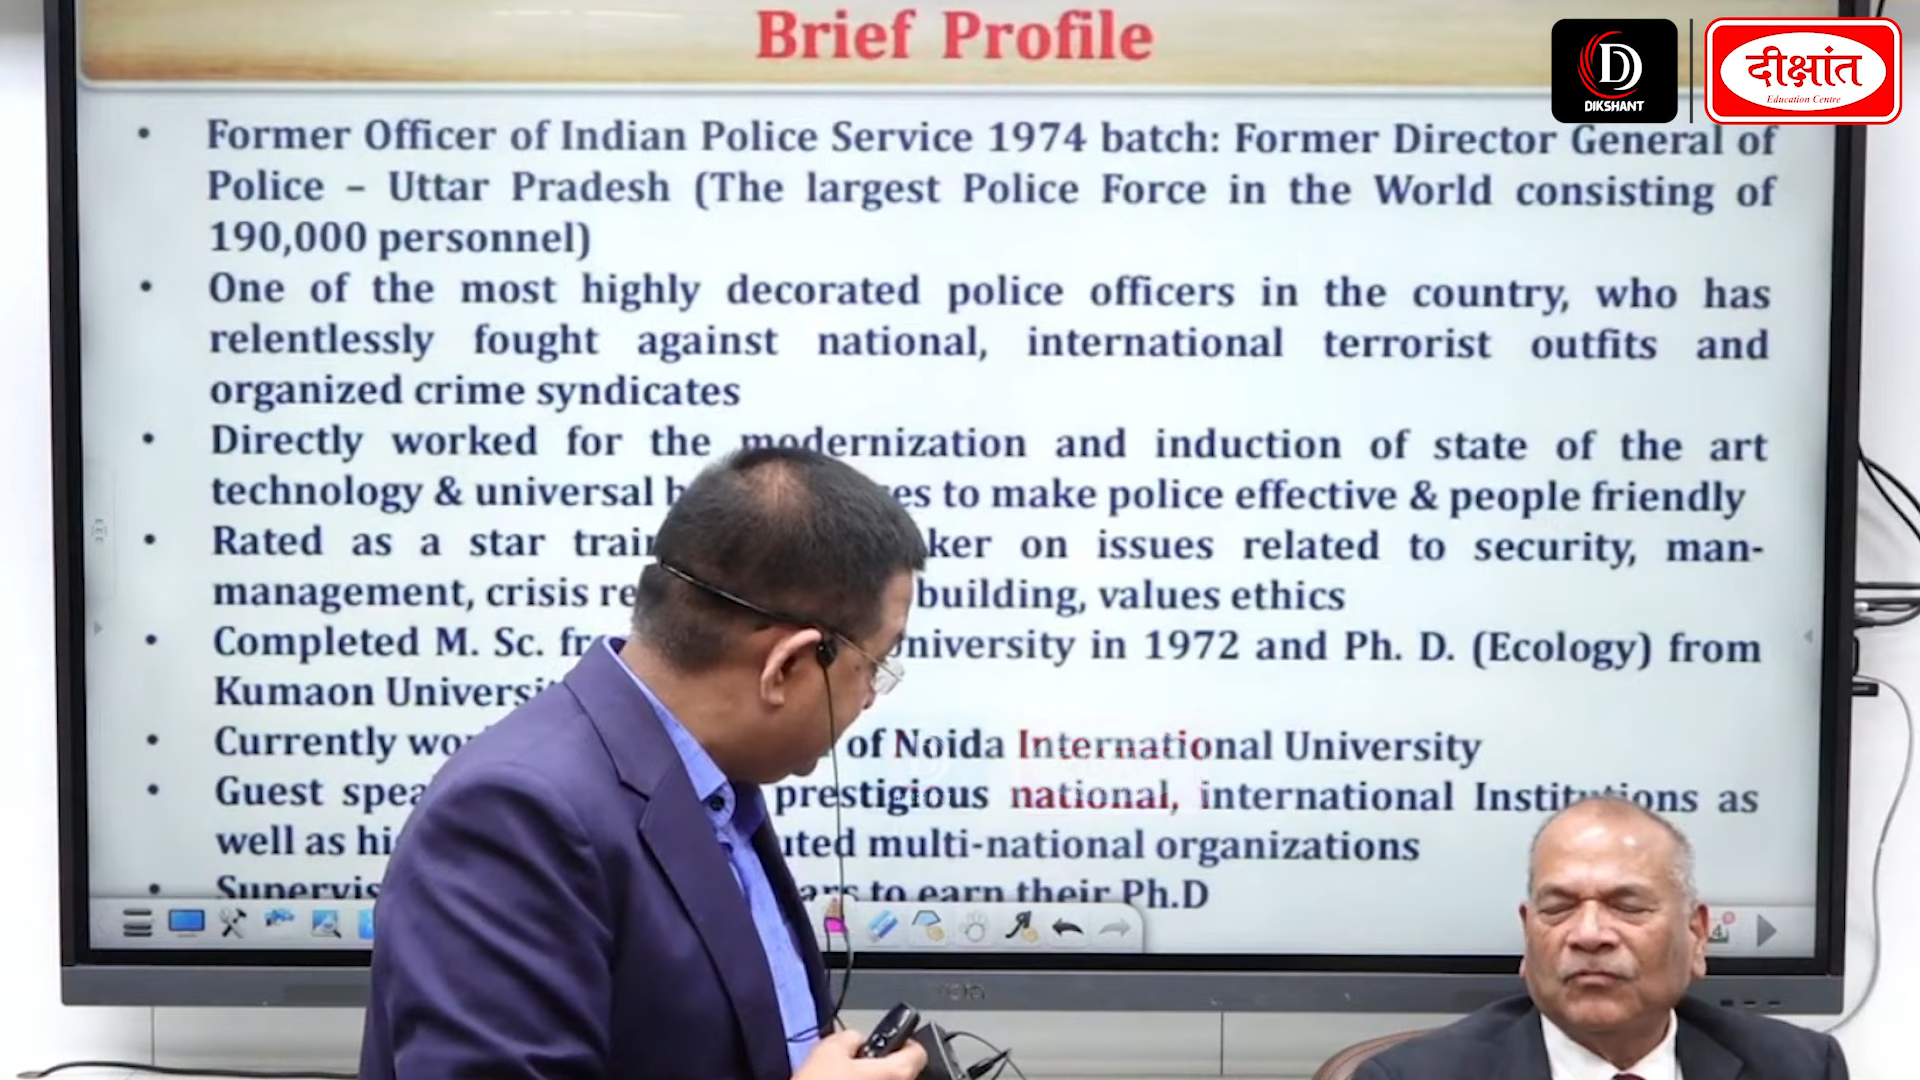 Brief Profile
DIKSHANT
दीक्षांत
Education Centre
• Former Officer of Indian Police Service 1974 batch: Former Director General of
Police – Uttar Pradesh (The largest Police Force in the World consisting of
190,000 personnel)
• One of the most highly decorated police officers in the country, who has
relentlessly fought against national, international terrorist outfits and
organized crime syndicates
• Directly worked for the modernization and induction of state of the art
technology & universal to make police effective & people friendly
• Rated as a star on issues related to security, man-
management, crisis building, values ethics
• Completed M. Sc. University in 1972 and Ph. D. (Ecology) from
Kumaon
• Currently of Noida International University
• Guest prestigious national, international Institutions as
well as multi-national organizations
• to earn their Ph.D